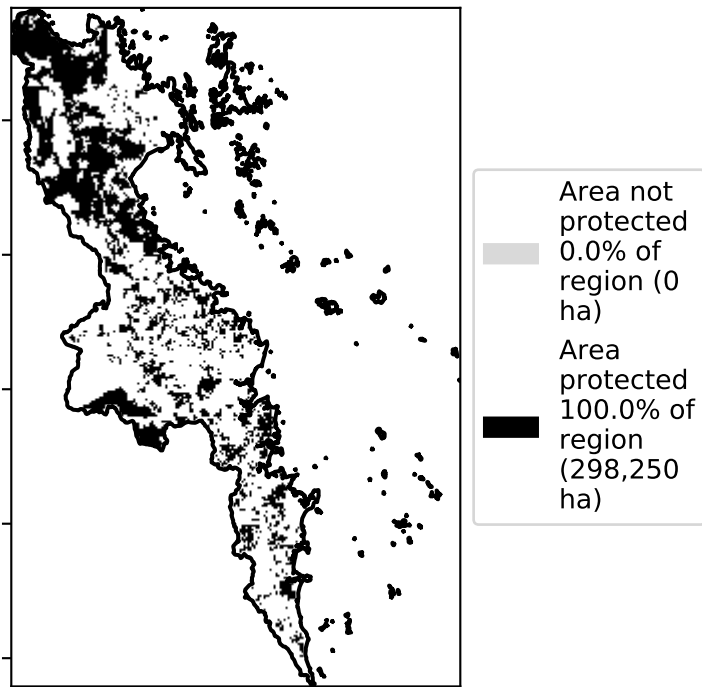 Area not
protected
0.0% of
region (0
ha)
Area
protected
100.0% of
region
(298,250
ha)